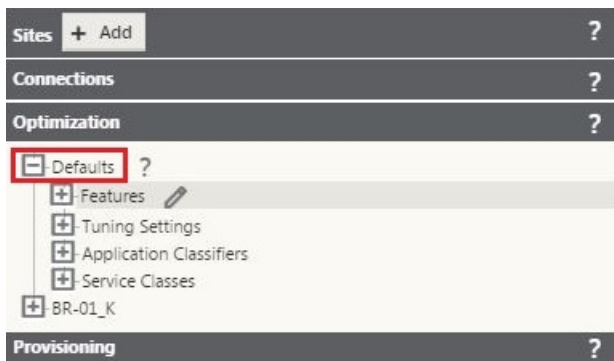 Sites + Add ?
Connections ?
Optimization ?
Defaults ?
Features
Tuning Settings
Application Classifiers
Service Classes
BR-01_K
Provisioning ?